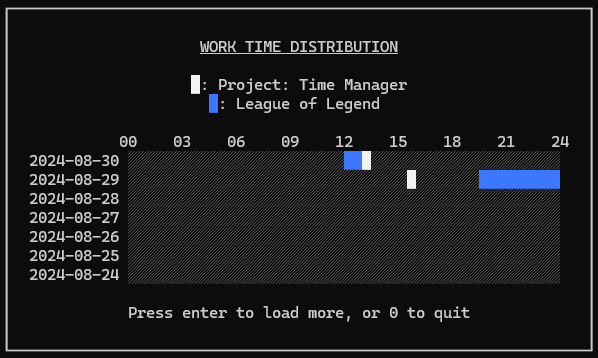 WORK TIME DISTRIBUTION
: Project: Time Manager
: League of Legend
00 03 06 09 12 15 18 21 24
2024-08-30
2024-08-29
2024-08-28
2024-08-27
2024-08-26
2024-08-25
2024-08-24
Press enter to load more, or 0 to quit